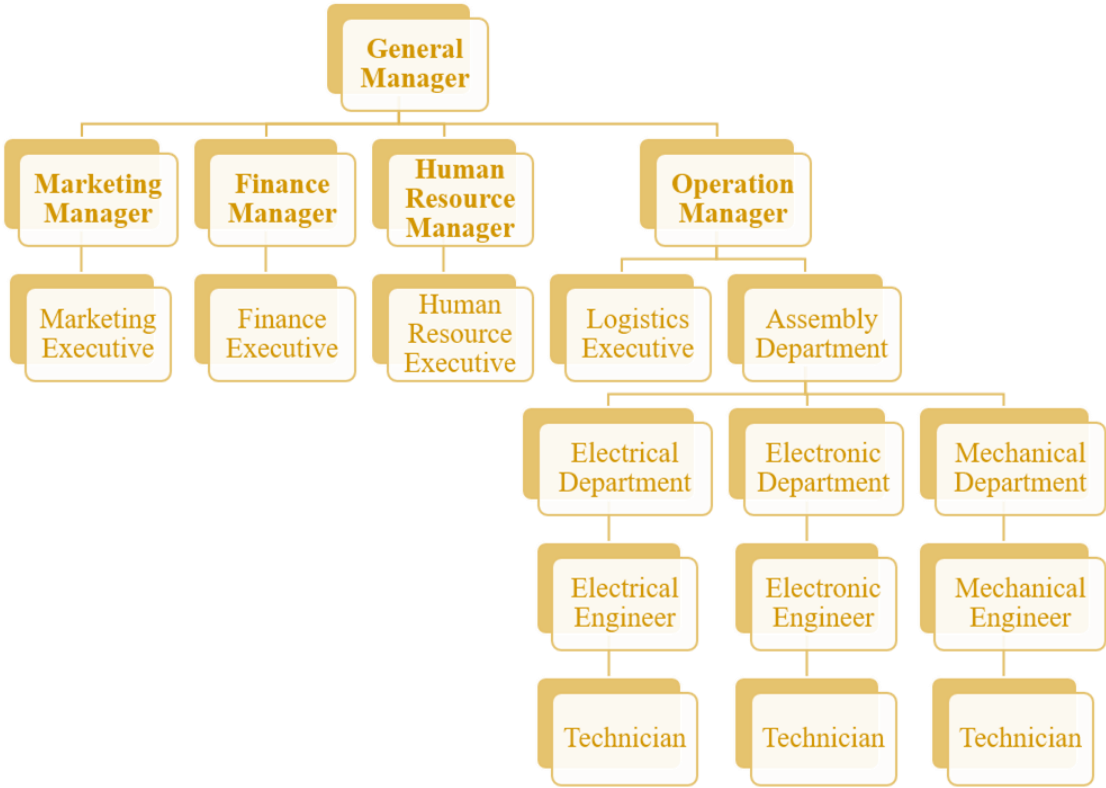 General
Manager
Marketing
Manager
Finance
Manager
Human
Resource
Manager
Operation
Manager
Marketing
Executive
Finance
Executive
Human
Resource
Executive
Logistics
Executive
Assembly
Department
Electrical
Department
Electronic
Department
Mechanical
Department
Electrical
Engineer
Electronic
Engineer
Mechanical
Engineer
Technician
Technician
Technician